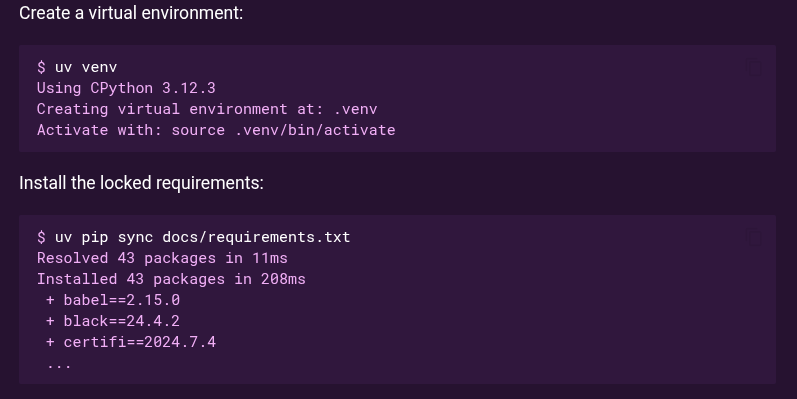 Create a virtual environment:
$ uv venv
Using CPython 3.12.3
Creating virtual environment at: .venv
Activate with: source .venv/bin/activate
Install the locked requirements:
$ uv pip sync docs/requirements.txt
Resolved 43 packages in 11ms
Installed 43 packages in 208ms
 + babel==2.15.0
 + black==24.4.2
 + certifi==2024.7.4
 ...